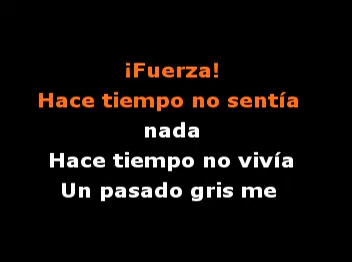 ¡Fuerza!
Hace tiempo no sentía
nada
Hace tiempo no vivía
Un pasado gris me